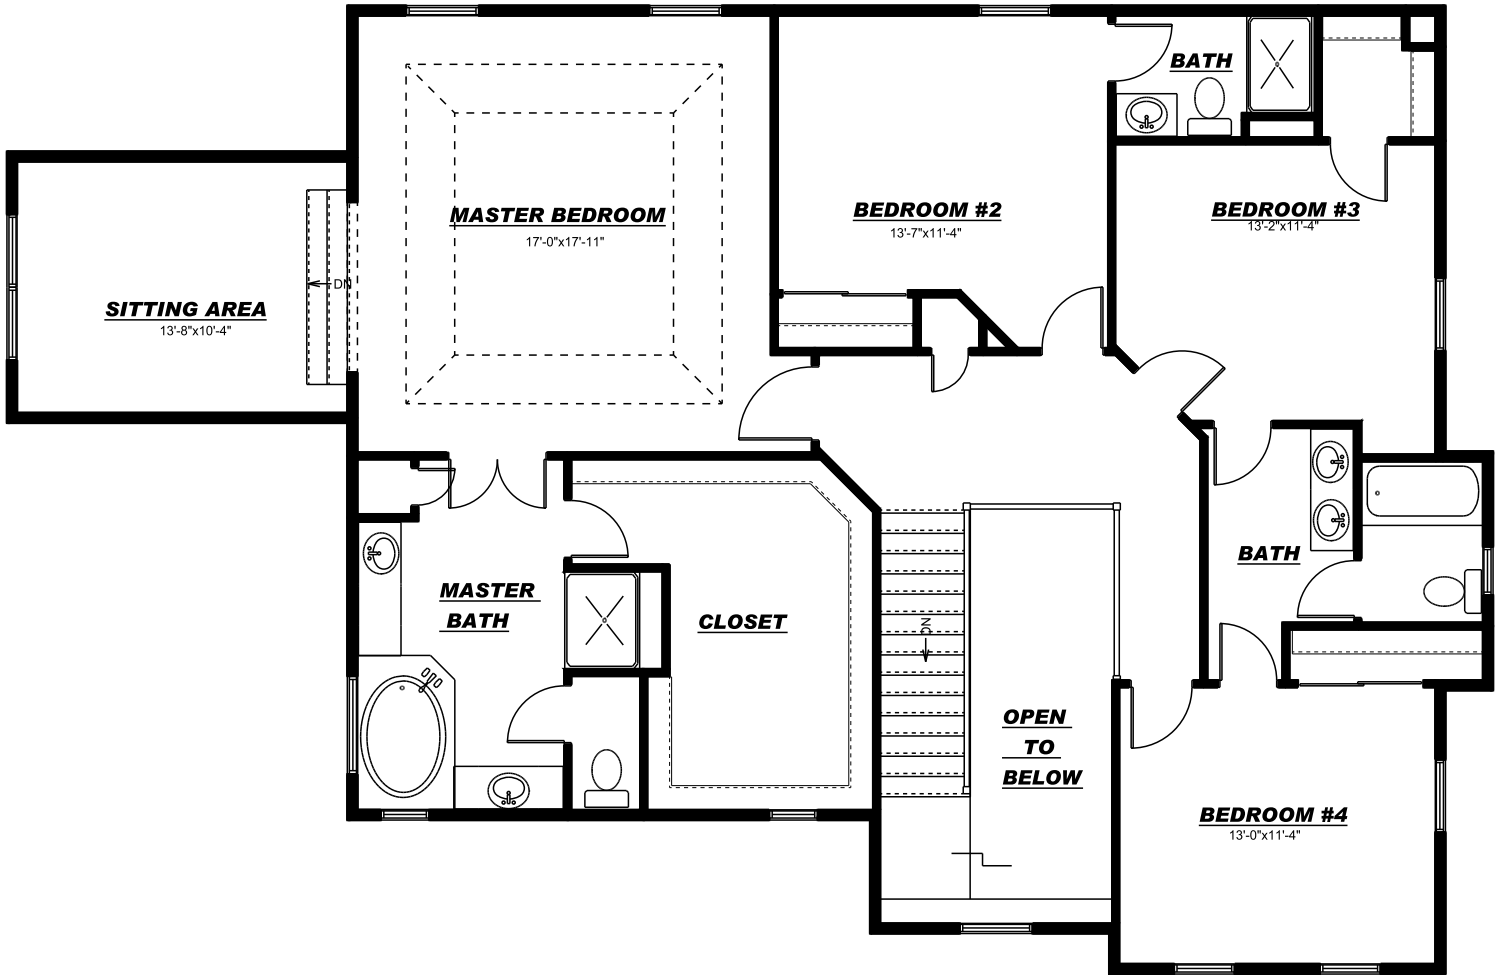 BATH
MASTER BEDROOM
17'-0"x17'-11"
BEDROOM #2
13'-7"x11'-4"
BEDROOM #3
13'-2"x11'-4"
DN
SITTING AREA
13'-8"x10'-4"
BATH
MASTER
BATH
CLOSET
DN
OPEN
TO
BELOW
BEDROOM #4
13'-0"x11'-4"